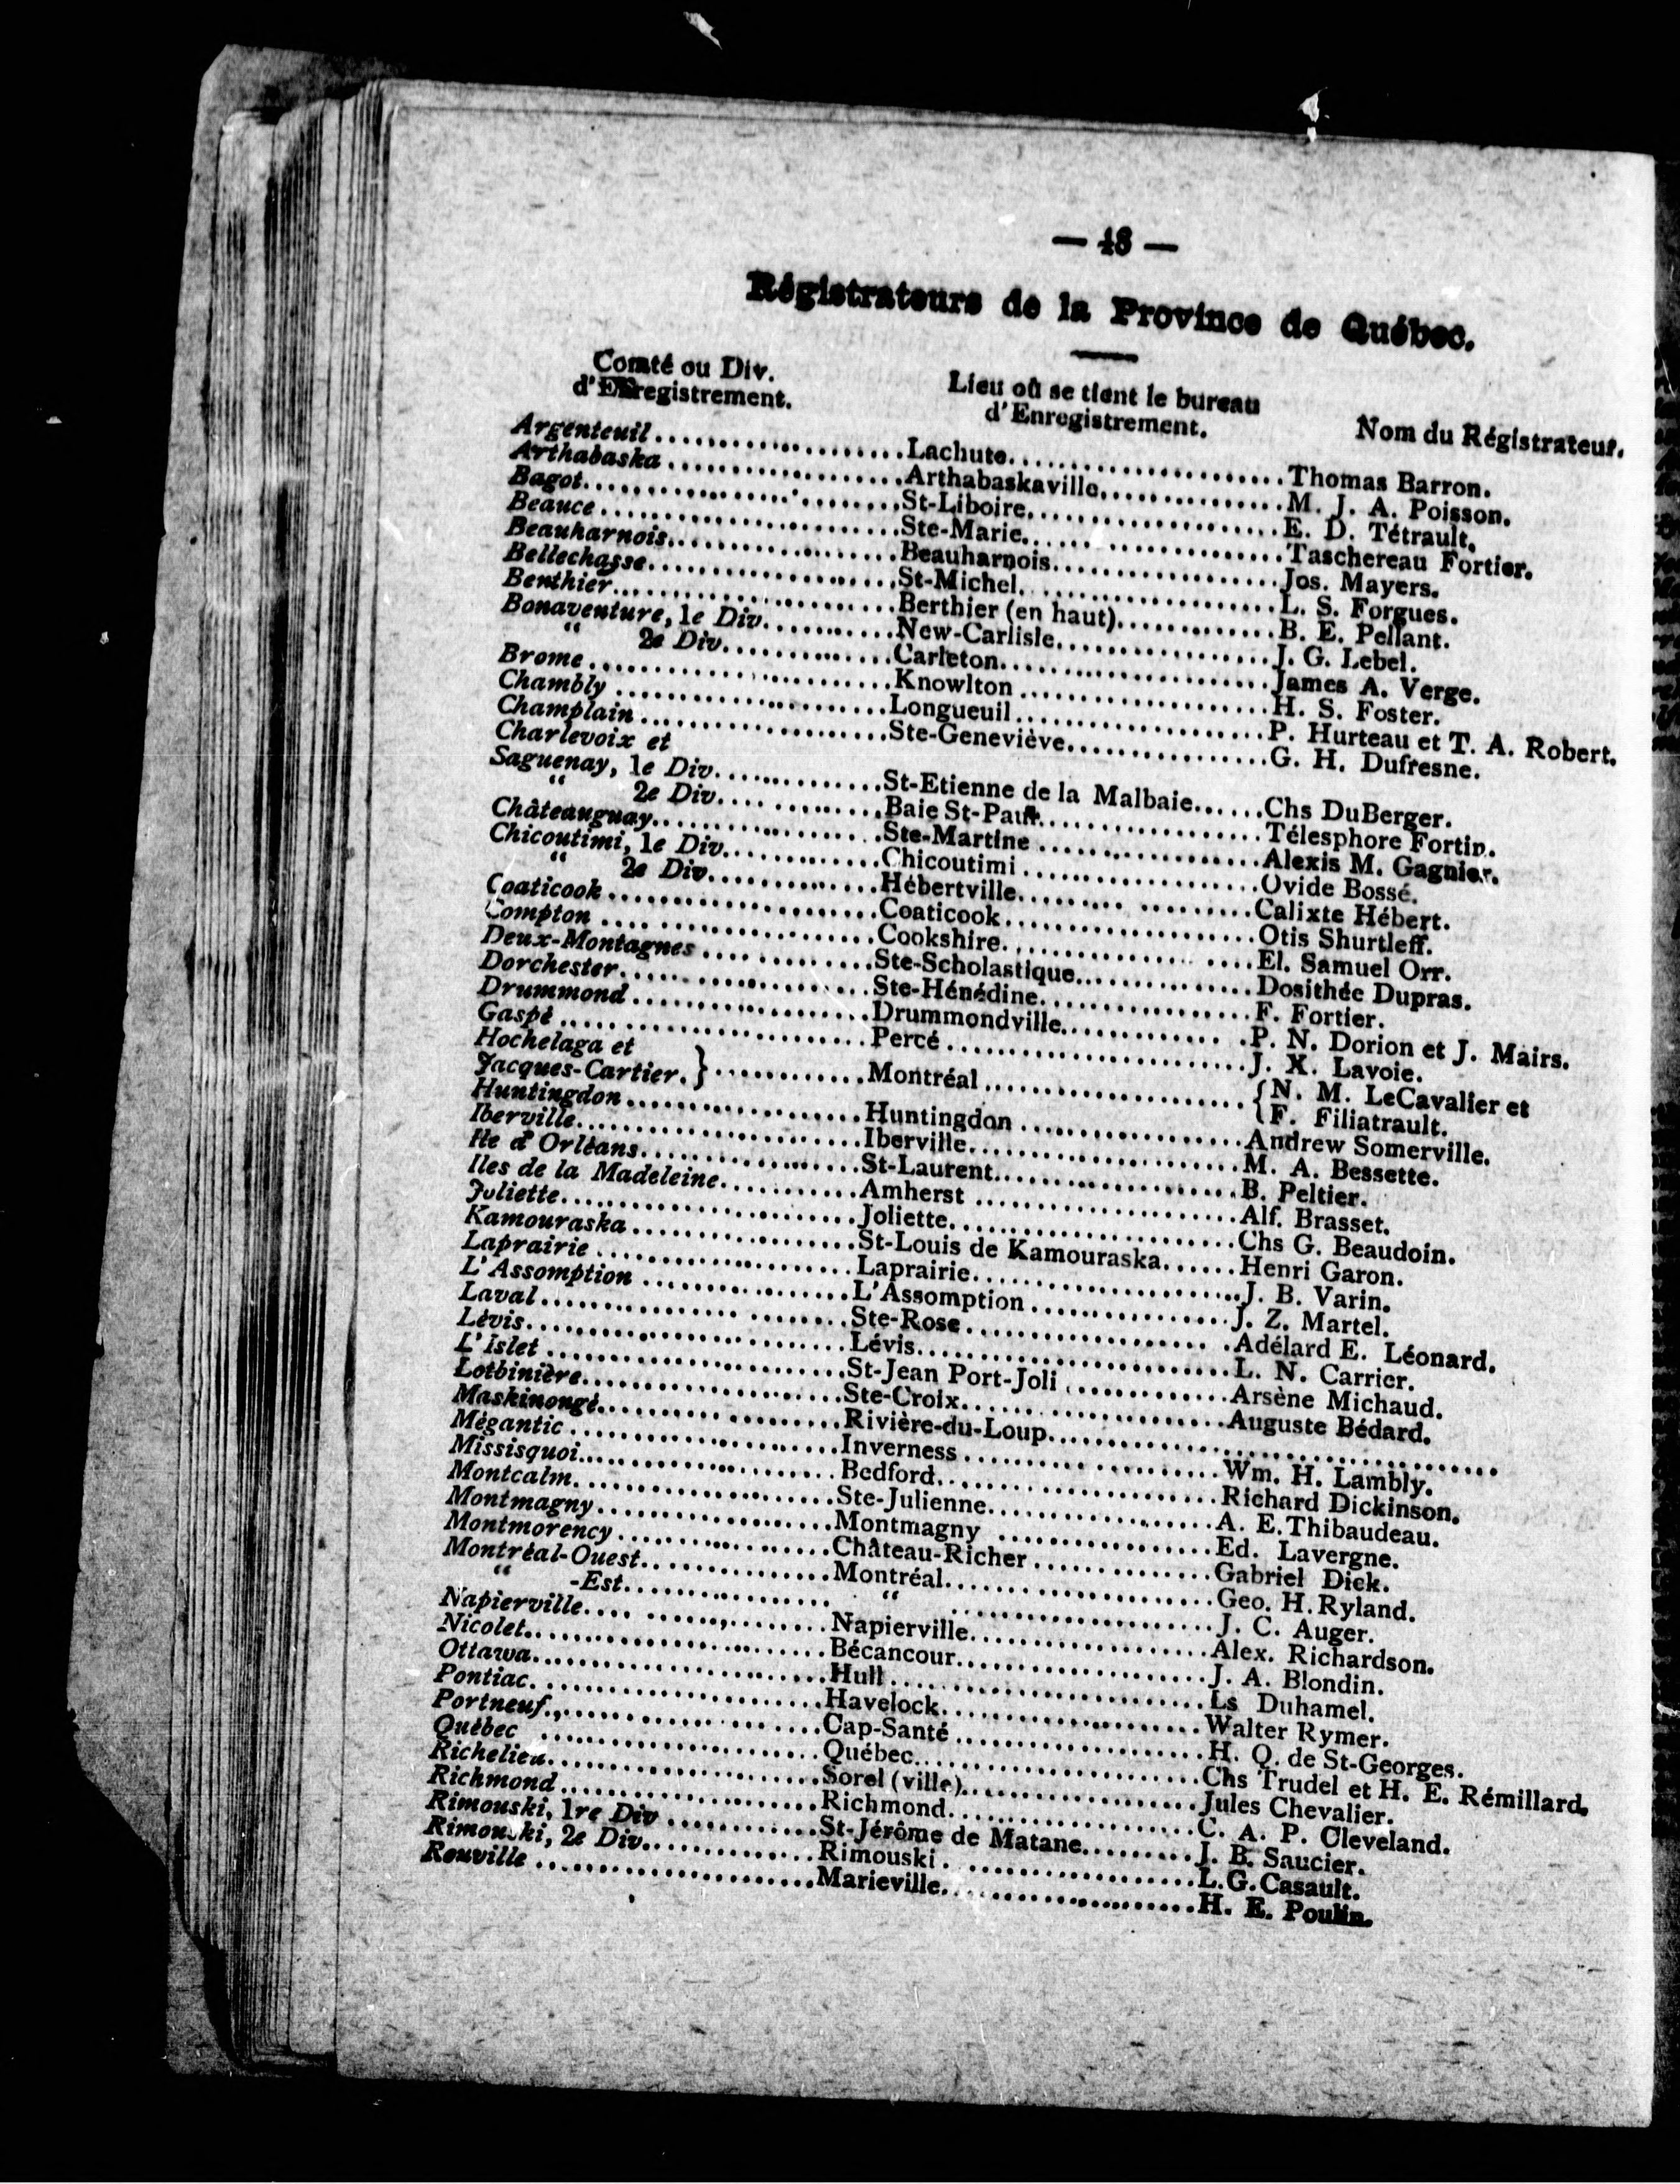 — 48 —
Régistrateurs de la Province de Québec.
Comté ou Div. d'Enregistrement. Lieu où se tient le bureau d'Enregistrement. Nom du Régistrateur.
Argenteuil....................Lachute....................Thomas Barron.
Arthabaska....................Arthabaskaville....................M. J. A. Poisson.
Bagot....................St-Liboire....................E. D. Tétrault.
Beauce....................Ste-Marie....................Taschereau Fortier.
Beauharnois....................Beauharnois....................Jos. Mayers.
Bellechasse....................St-Michel....................L. S. Forgues.
Berthier....................Berthier (en haut)....................B. E. Pellant.
Bonaventure, 1e Div....................New-Carlisle....................J. G. Lebel.
" 2e Div....................Carleton....................James A. Verge.
Brome....................Knowlton....................H. S. Foster.
Chambly....................Longueuil....................P. Hurteau et T. A. Robert.
Champlain....................Ste-Geneviève....................G. H. Dufresne.
Charlevoix et
Saguenay, 1e Div....................St-Etienne de la Malbaie......Chs DuBerger.
" 2e Div....................Baie St-Paul....................Télesphore Fortin.
Châteauguay....................Ste-Martine....................Alexis M. Gagnier.
Chicoutimi, 1e Div....................Chicoutimi....................Ovide Bossé.
" 2e Div....................Hébertville....................Calixte Hébert.
Coaticook....................Coaticook....................Otis Shurtleff.
Compton....................Cookshire....................El. Samuel Orr.
Deux-Montagnes....................Ste-Scholastique....................Dosithée Dupras.
Dorchester....................Ste-Hénédine....................F. Fortier.
Drummond....................Drummondville....................P. N. Dorion et J. Mairs.
Gaspé....................Percé....................J. X. Lavoie.
Hochelaga et
Jacques-Cartier. }............Montréal....................{N. M. LeCavalier et
{F. Filiatrault.
Huntingdon....................Huntingdon....................Andrew Somerville.
Iberville....................Iberville....................M. A. Bessette.
Ile d'Orléans....................St-Laurent....................B. Peltier.
Iles de la Madeleine............Amherst....................Alf. Brasset.
Joliette....................Joliette....................Chs G. Beaudoin.
Kamouraska....................St-Louis de Kamouraska......Henri Garon.
Laprairie....................Laprairie....................J. B. Varin.
L'Assomption....................L'Assomption....................J. Z. Martel.
Laval....................Ste-Rose....................Adélard E. Léonard.
Lévis....................Lévis....................L. N. Carrier.
L'Islet....................St-Jean Port-Joli....................Arsène Michaud.
Lotbinière....................Ste-Croix....................Auguste Bédard.
Maskinongé....................Rivière-du-Loup....................
Mégantic....................Inverness....................Wm. H. Lambly.
Missisquoi....................Bedford....................Richard Dickinson.
Montcalm....................Ste-Julienne....................A. E. Thibaudeau.
Montmagny....................Montmagny....................Ed. Lavergne.
Montmorency....................Château-Richer....................Gabriel Dick.
Montréal-Ouest....................Montréal....................Geo. H. Ryland.
" -Est.................... " ....................J. C. Auger.
Napierville....................Napierville....................Alex. Richardson.
Nicolet....................Bécancour....................J. A. Blondin.
Ottawa....................Hull....................Ls Duhamel.
Pontiac....................Havelock....................Walter Rymer.
Portneuf....................Cap-Santé....................H. Q. de St-Georges.
Québec....................Québec....................Chs Trudel et H. E. Rémillard.
Richelieu....................Sorel (ville)....................Jules Chevalier.
Richmond....................Richmond....................C. A. P. Cleveland.
Rimouski, 1re Div............St-Jérôme de Matane.........J. B. Saucier.
Rimouski, 2e Div............Rimouski....................L. G. Casault.
Rouville....................Marieville....................H. E. Poulin.